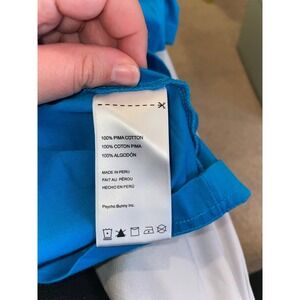 100% PIMA COTTON
100% COTON PIMA
100% ALGODÓN
MADE IN PERU
FAIT AU PÉROU
HECHO EN PERÚ
Psycho Bunny Inc.